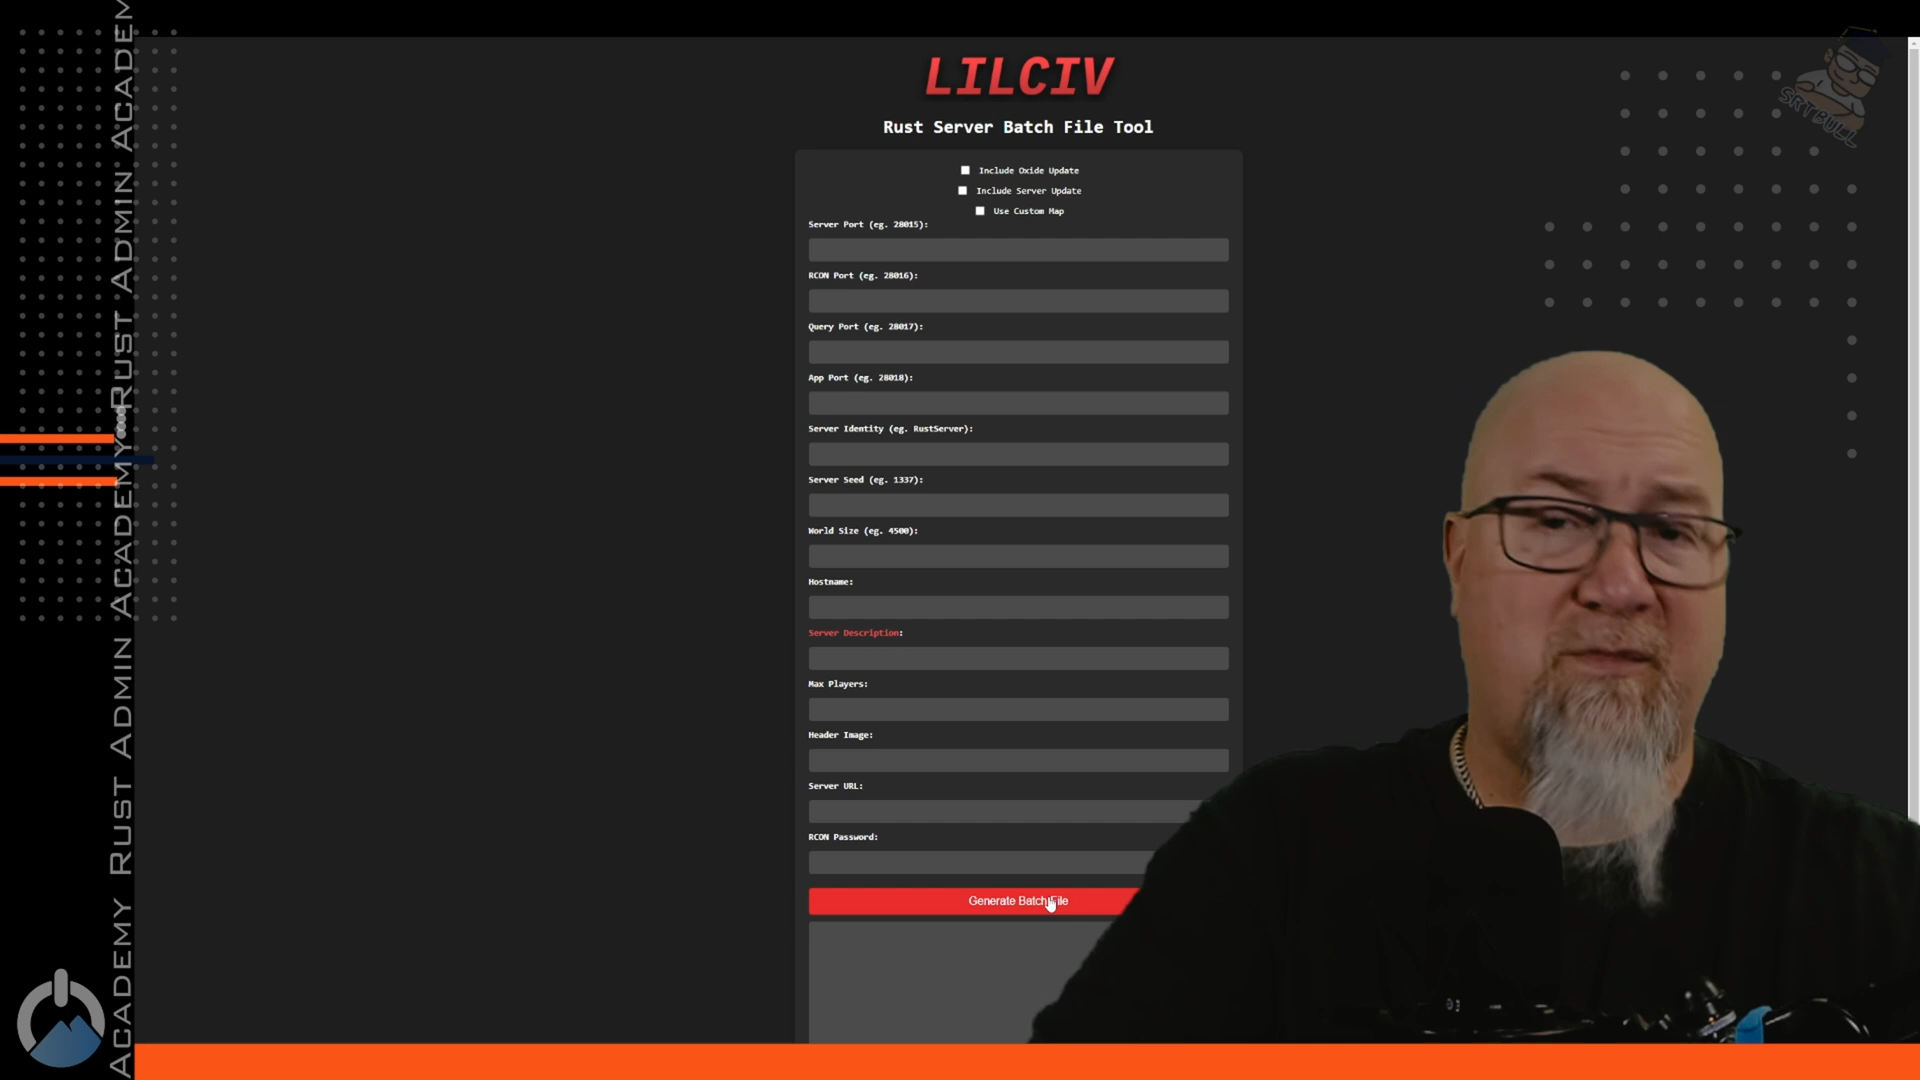 RUST ADMIN ACADEMY
RUST ADMIN ACADEMY
ACADEMY
SRTBULL
LILCIV
Rust Server Batch File Tool
Include Oxide Update
Include Server Update
Use Custom Map
Server Port (eg. 28015):
RCON Port (eg. 28016):
Query Port (eg. 28017):
App Port (eg. 28018):
Server Identity (eg. RustServer):
Server Seed (eg. 1337):
World Size (eg. 4500):
Hostname:
Server Description:
Max Players:
Header Image:
Server URL:
RCON Password:
Generate Batch File